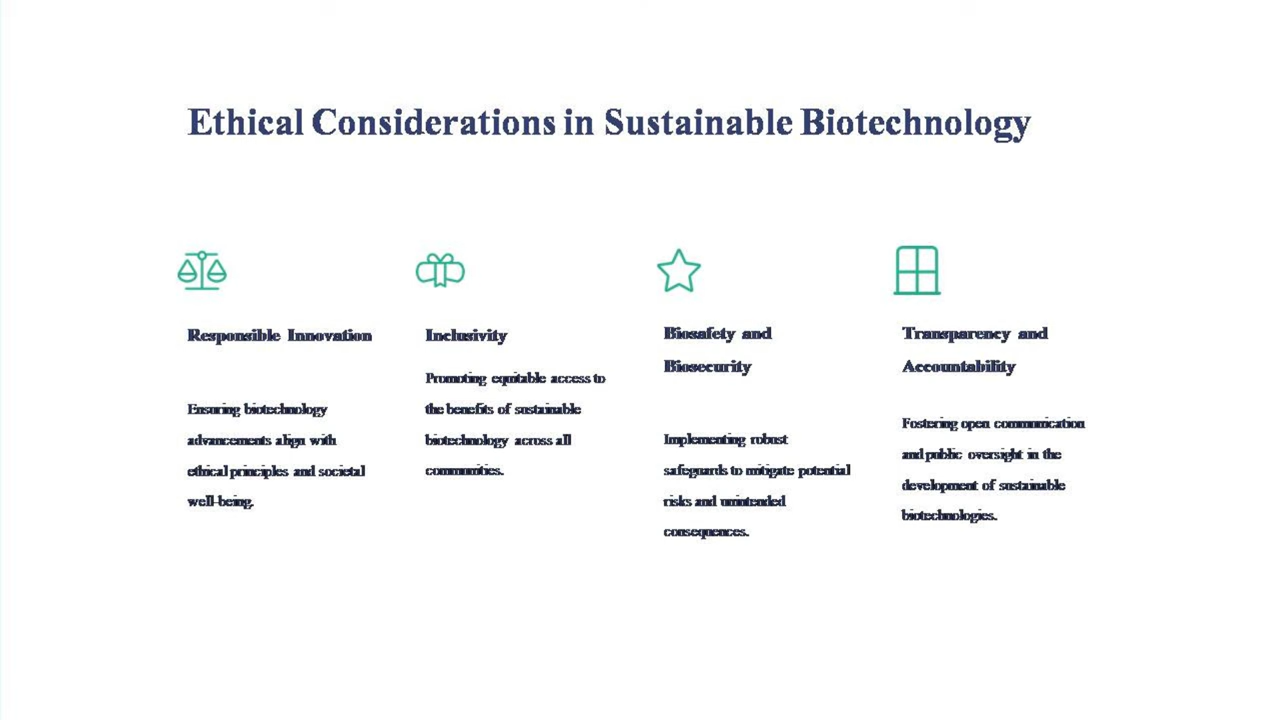 Ethical Considerations in Sustainable Biotechnology
Responsible Innovation
Ensuring biotechnology
advancements align with
ethical principles and societal
well-being.
Inclusivity
Promoting equitable access to
the benefits of sustainable
biotechnology across all
communities.
Biosafety and
Biosecurity
Implementing robust
safeguards to mitigate potential
risks and unintended
consequences.
Transparency and
Accountability
Fostering open communication
and public oversight in the
development of sustainable
biotechnologies.